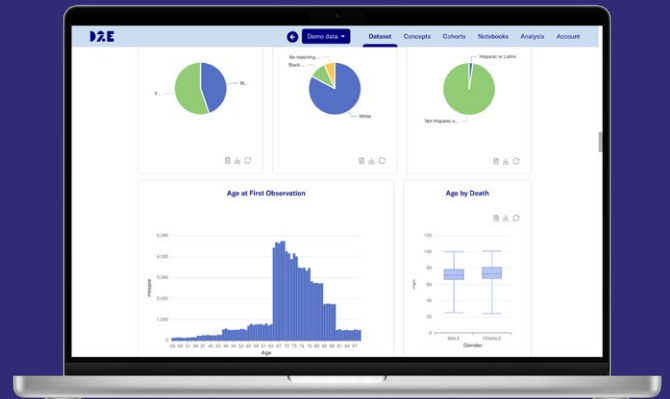 D2E
Demo data
Dataset
Concepts
Cohorts
Notebooks
Analysis
Account
F...
M...
No matching ...
Black ...
White
Hispanic or Latino
Not Hispanic o...
Age at First Observation
5,000
4,000
3,000
2,000
1,000
0
People
Age
Age by Death
120
100
80
60
40
20
0
MALE
FEMALE
Gender